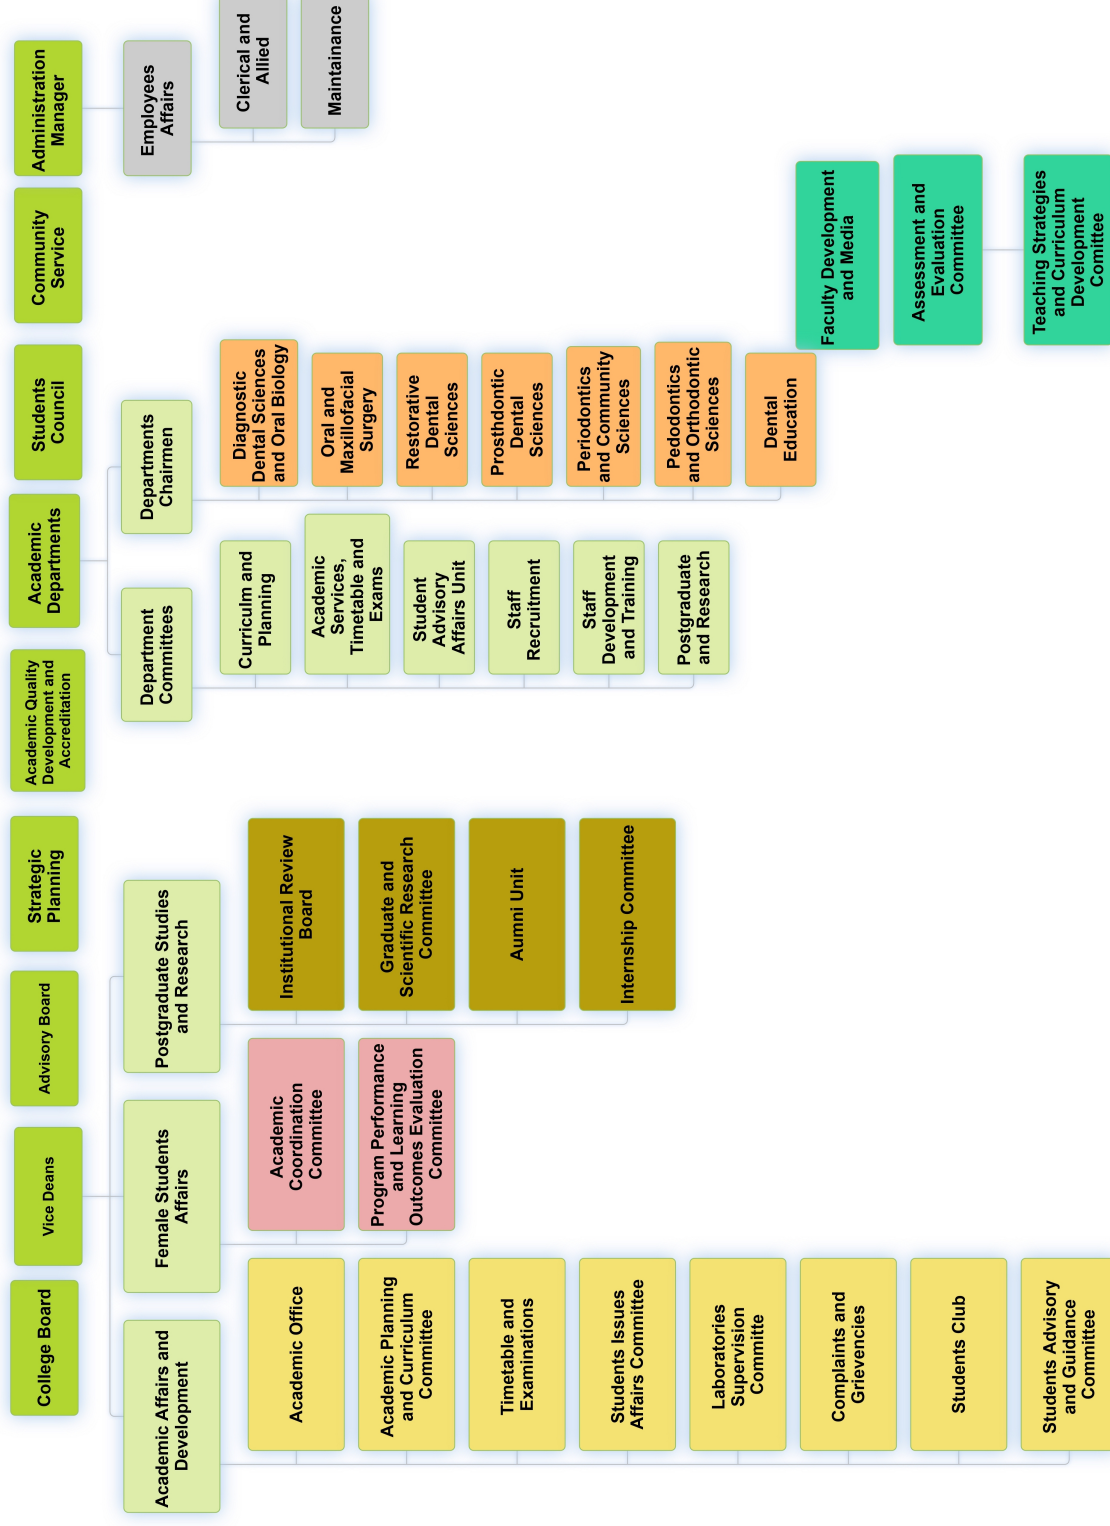 College Board
Vice Deans
Advisory Board
Strategic
Planning
Academic Quality
Development and
Accreditation
Academic
Departments
Students
Council
Community
Service
Administration
Manager
Academic Affairs and
Development
Female Students
Affairs
Postgraduate Studies
and Research
Department
Committees
Departments
Chairmen
Employees
Affairs
Academic Office
Academic Planning
and Curriculum
Committee
Timetable and
Examinations
Students Issues
Affairs Committee
Laboratories
Supervision
Committe
Complaints and
Grievencies
Students Club
Students Advisory
and Guidance
Committee
Academic
Coordination
Committee
Program Performance
and Learning
Outcomes Evaluation
Committee
Institutional Review
Board
Graduate and
Scientific Research
Committee
Aumni Unit
Internship Committee
Curriculm and
Planning
Academic
Services,
Timetable and
Exams
Student
Advisory
Affairs Unit
Staff
Recruitment
Staff
Development
and Training
Postgraduate
and Research
Diagnostic
Dental Sciences
and Oral Biology
Oral and
Maxillofacial
Surgery
Restorative
Dental
Sciences
Prosthdontic
Dental
Sciences
Periodontics
and Community
Sciences
Pedodontics
and Orthodontic
Sciences
Dental
Education
Faculty Development
and Media
Assessment and
Evaluation
Committee
Teaching Strategies
and Curriculum
Development
Comittee
Clerical and
Allied
Maintainance